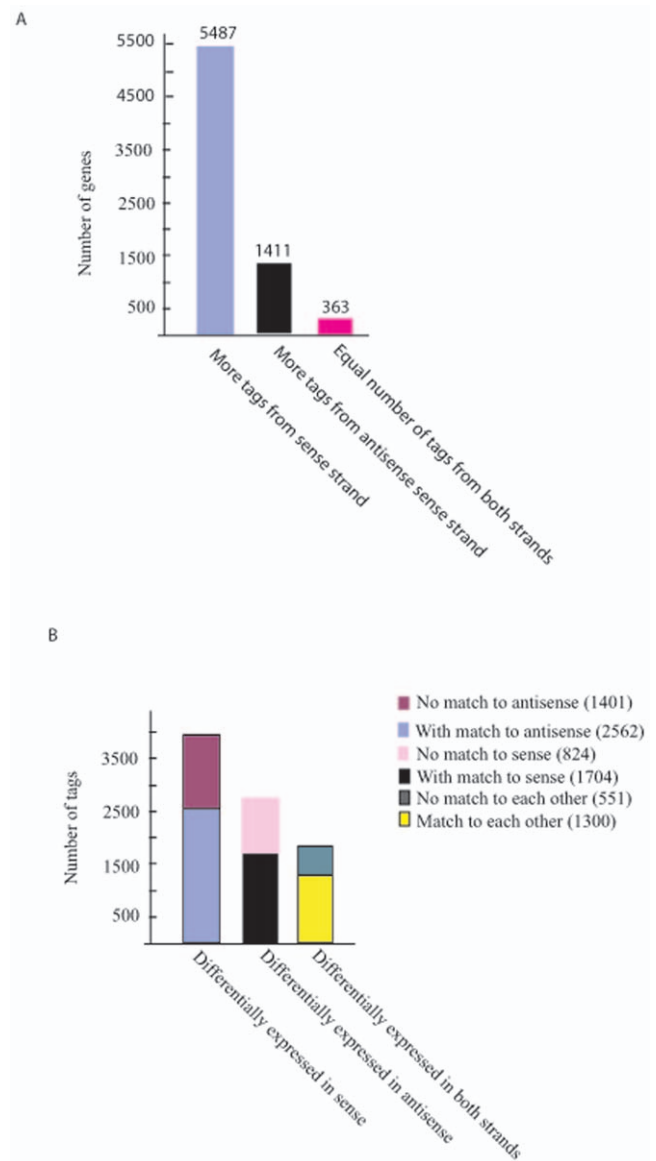 A
5487
5500
4500
3500
2500
1500
500
Number of genes
1411
363
More tags from sense strand
More tags from antisense sense strand
Equal number of tags from both strands
B
No match to antisense (1401)
With match to antisense (2562)
No match to sense (824)
With match to sense (1704)
No match to each other (551)
Match to each other (1300)
3500
2500
1500
500
Number of tags
Differentially expressed in sense
Differentially expressed in antisense
Differentially expressed in both strands